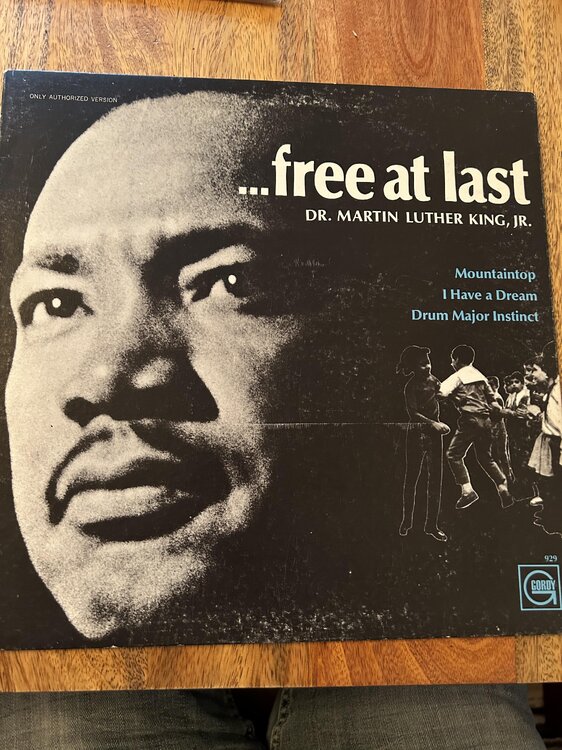 ONLY AUTHORIZED VERSION
...free at last
DR. MARTIN LUTHER KING, JR.
Mountaintop
I Have a Dream
Drum Major Instinct
929
GORDY